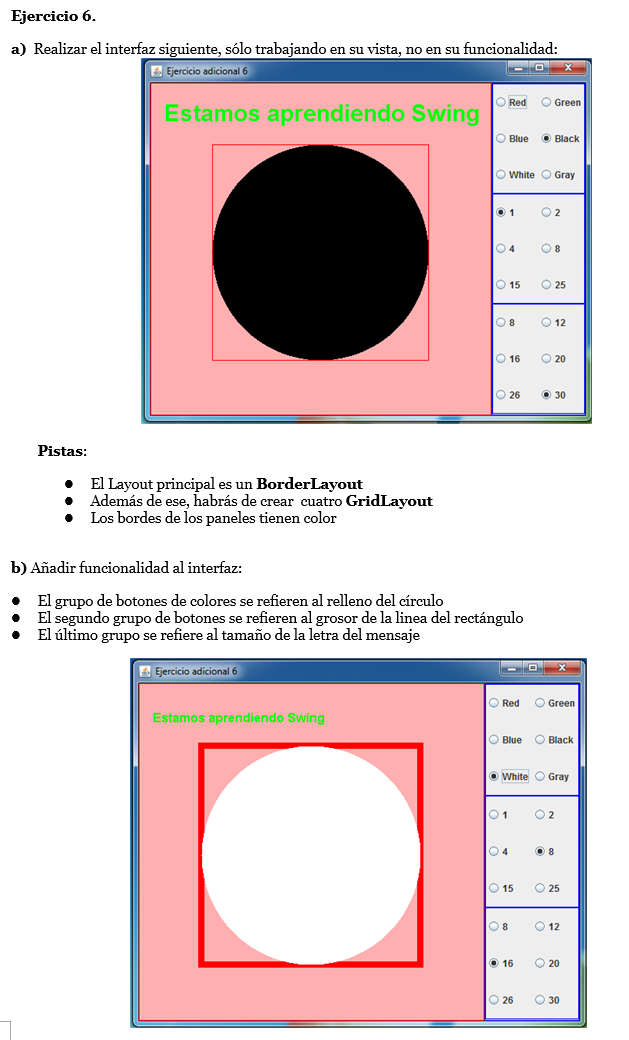 Ejercicio 6.
a) Realizar el interfaz siguiente, sólo trabajando en su vista, no en su funcionalidad:
Ejercicio adicional 6
Estamos aprendiendo Swing
Red Green
Blue Black
White Gray
1 2
4 8
15 25
8 12
16 20
26 30
Pistas:
● El Layout principal es un BorderLayout
● Además de ese, habrás de crear cuatro GridLayout
● Los bordes de los paneles tienen color
b) Añadir funcionalidad al interfaz:
● El grupo de botones de colores se refieren al relleno del círculo
● El segundo grupo de botones se refieren al grosor de la linea del rectángulo
● El último grupo se refiere al tamaño de la letra del mensaje
Ejercicio adicional 6
Estamos aprendiendo Swing
Red Green
Blue Black
White Gray
1 2
4 8
15 25
8 12
16 20
26 30